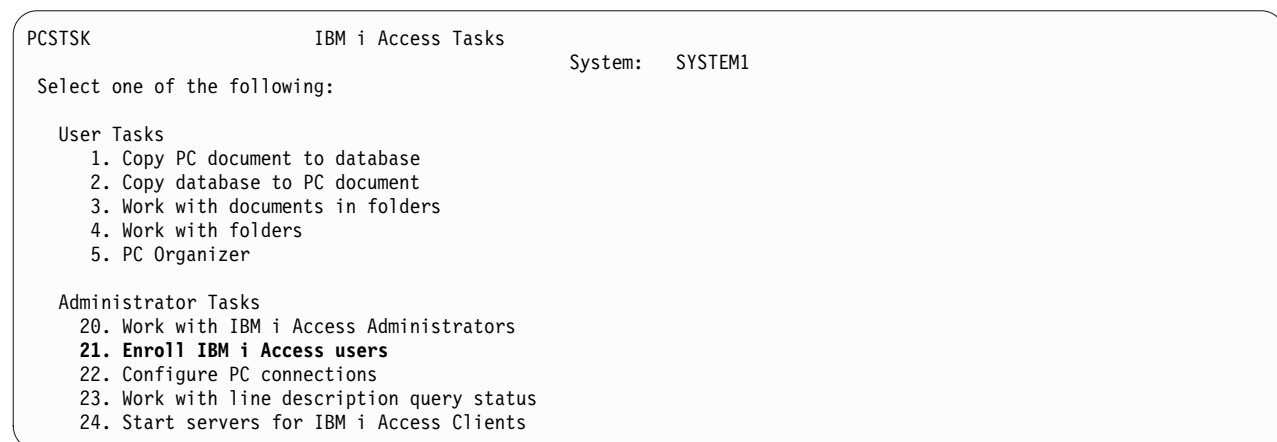 PCSTSK IBM i Access Tasks
System: SYSTEM1
Select one of the following:
User Tasks
1. Copy PC document to database
2. Copy database to PC document
3. Work with documents in folders
4. Work with folders
5. PC Organizer
Administrator Tasks
20. Work with IBM i Access Administrators
21. Enroll IBM i Access users
22. Configure PC connections
23. Work with line description query status
24. Start servers for IBM i Access Clients